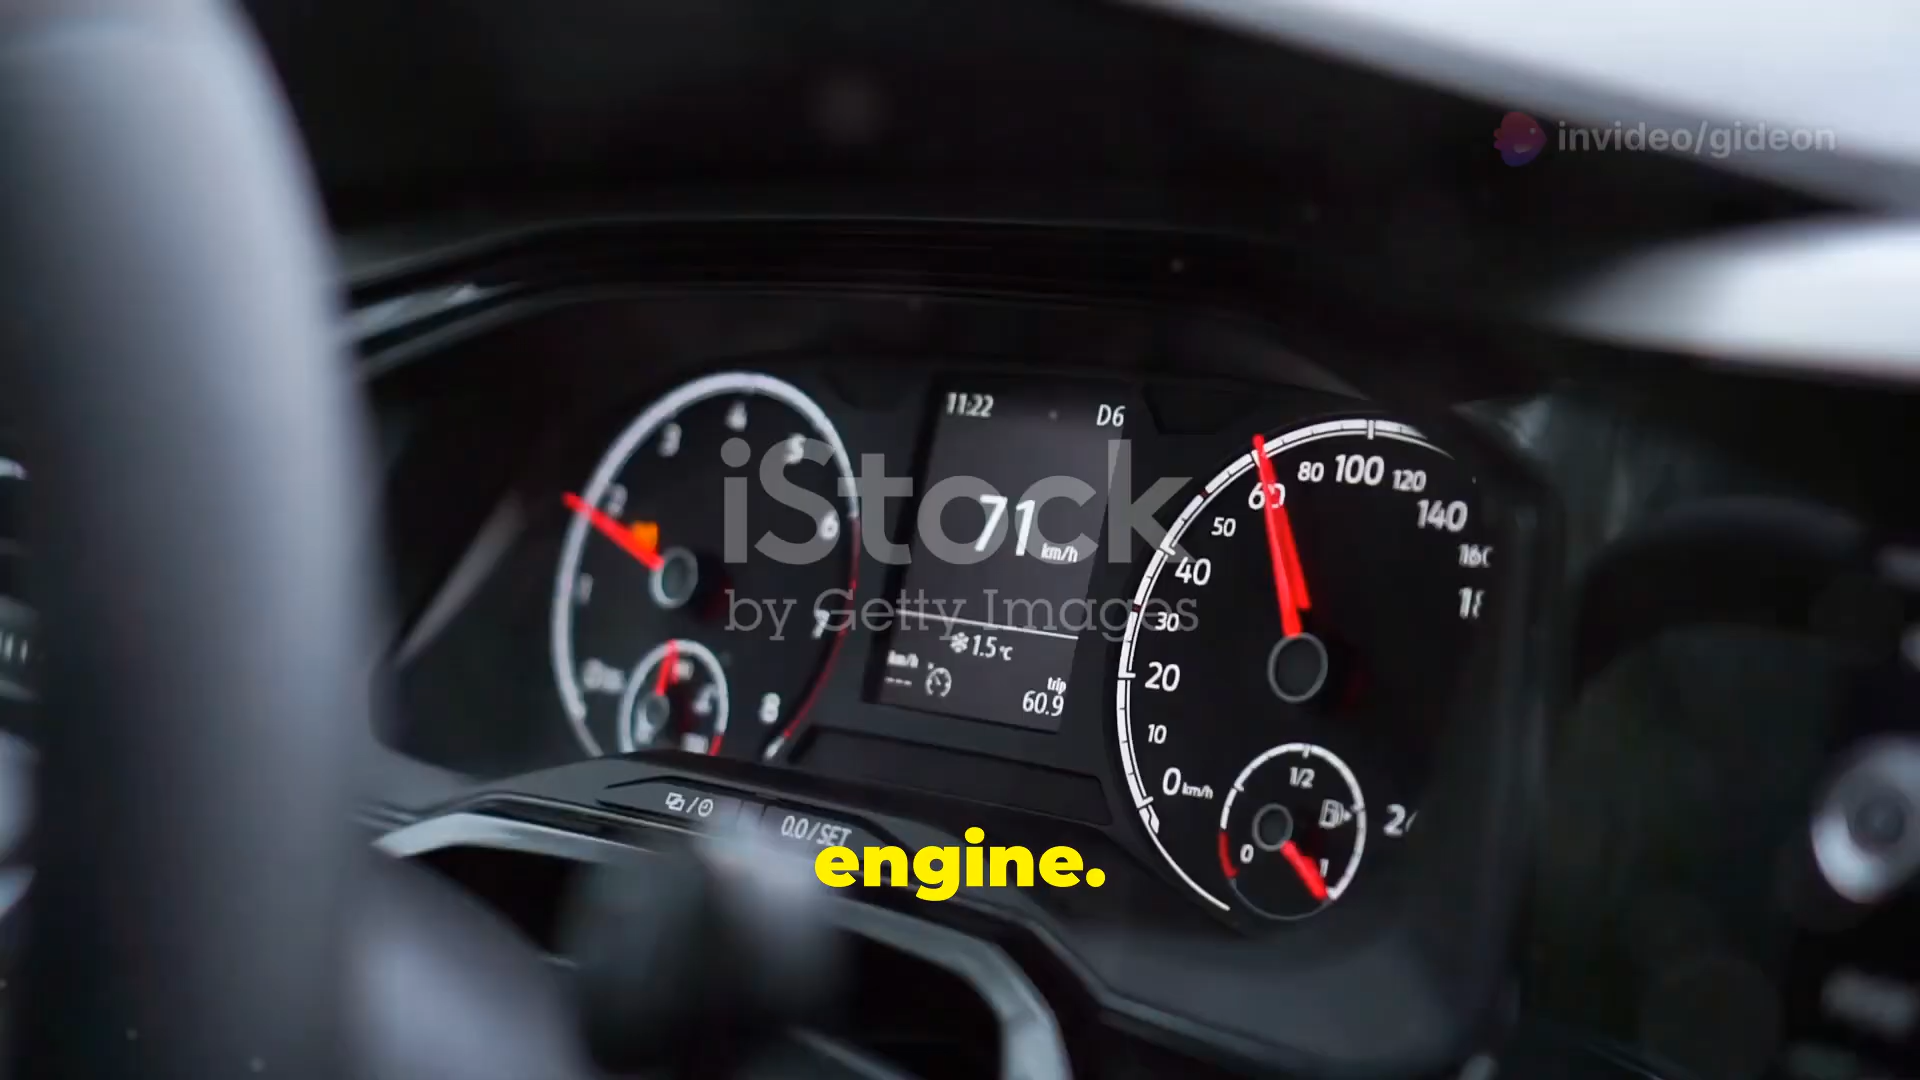 invideo/gideon
11:22 D6
71 km/h
1.5 °C
km/h
---
trip
60.9
1
2
3
4
5
6
7
8
0 km/h
10
20
30
40
50
60
80
100
120
140
1/2
0
1
iStock
by Getty Images
0.0/SET
engine.